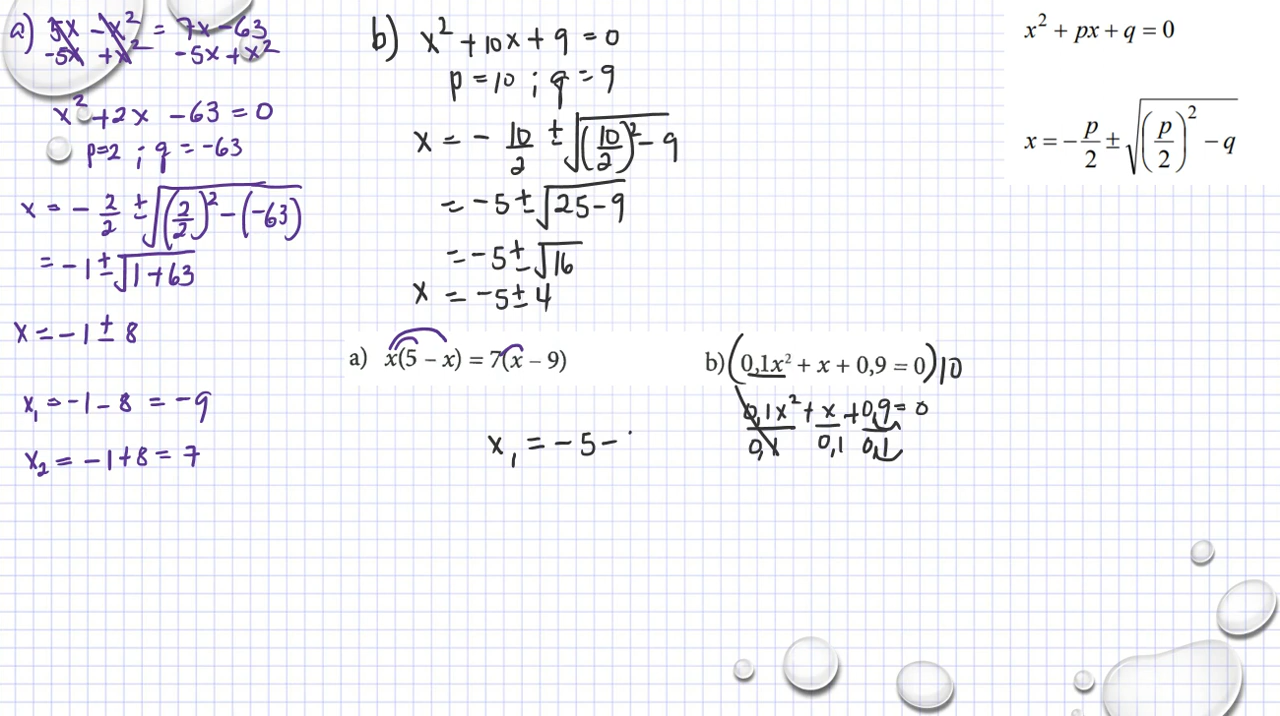 a) 5x - x² = 7x - 63
-5x + x² -5x + x²
x² + 2x - 63 = 0
p=2 ; q = -63
x = - 2/2 ± √((2/2)² - (-63))
= -1 ± √(1 + 63)
x = -1 ± 8
x₁ = -1 - 8 = -9
x₂ = -1 + 8 = 7
b) x² + 10x + 9 = 0
p = 10 ; q = 9
x = - 10/2 ± √((10/2)² - 9)
= -5 ± √(25 - 9)
= -5 ± √16
x = -5 ± 4
a) x(5 − x) = 7(x − 9)
x₁ = -5 -
b) (0,1x² + x + 0,9 = 0)10
0,1x²/0,1 + x/0,1 + 0,9/0,1 = 0
x² + px + q = 0
x = − p/2 ± √((p/2)² − q)